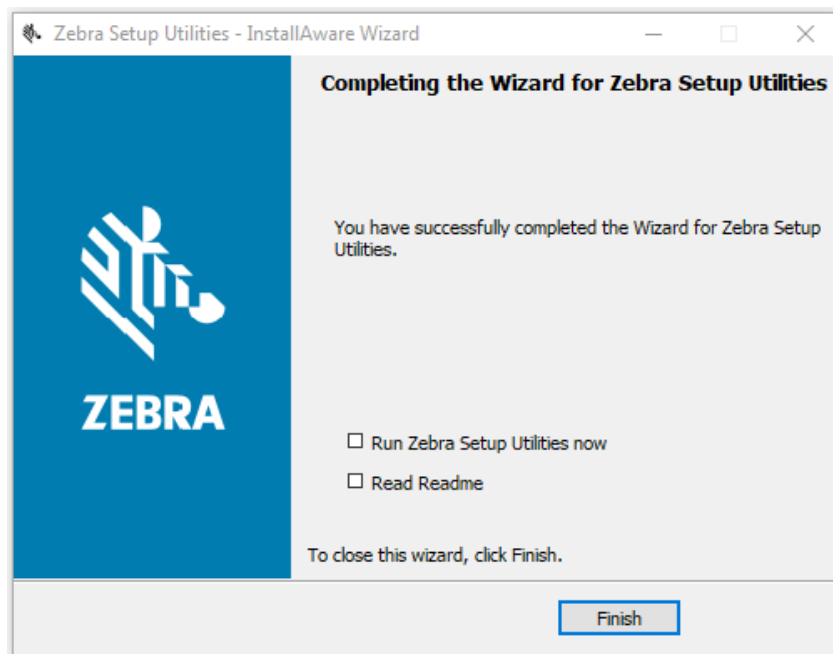 Zebra Setup Utilities - InstallAware Wizard
Completing the Wizard for Zebra Setup Utilities
You have successfully completed the Wizard for Zebra Setup
Utilities.
ZEBRA
Run Zebra Setup Utilities now
Read Readme
To close this wizard, click Finish.
Finish